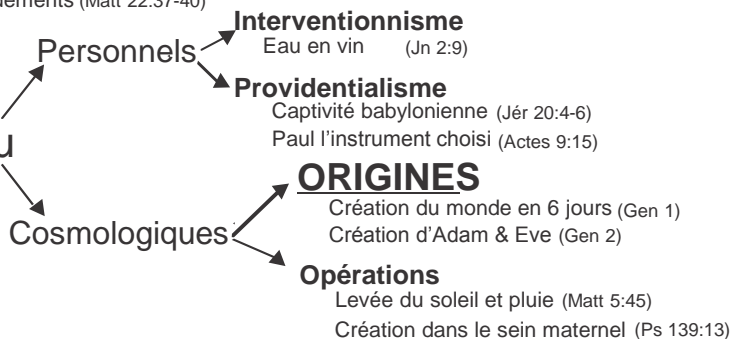 (Matt 22:37-40)
Interventionnisme
Personnels
Eau en vin (Jn 2:9)
Providentialisme
Captivité babylonienne (Jér 20:4-6)
Paul l'instrument choisi (Actes 9:15)
ORIGINES
Création du monde en 6 jours (Gen 1)
Cosmologiques
Création d'Adam & Eve (Gen 2)
Opérations
Levée du soleil et pluie (Matt 5:45)
Création dans le sein maternel (Ps 139:13)